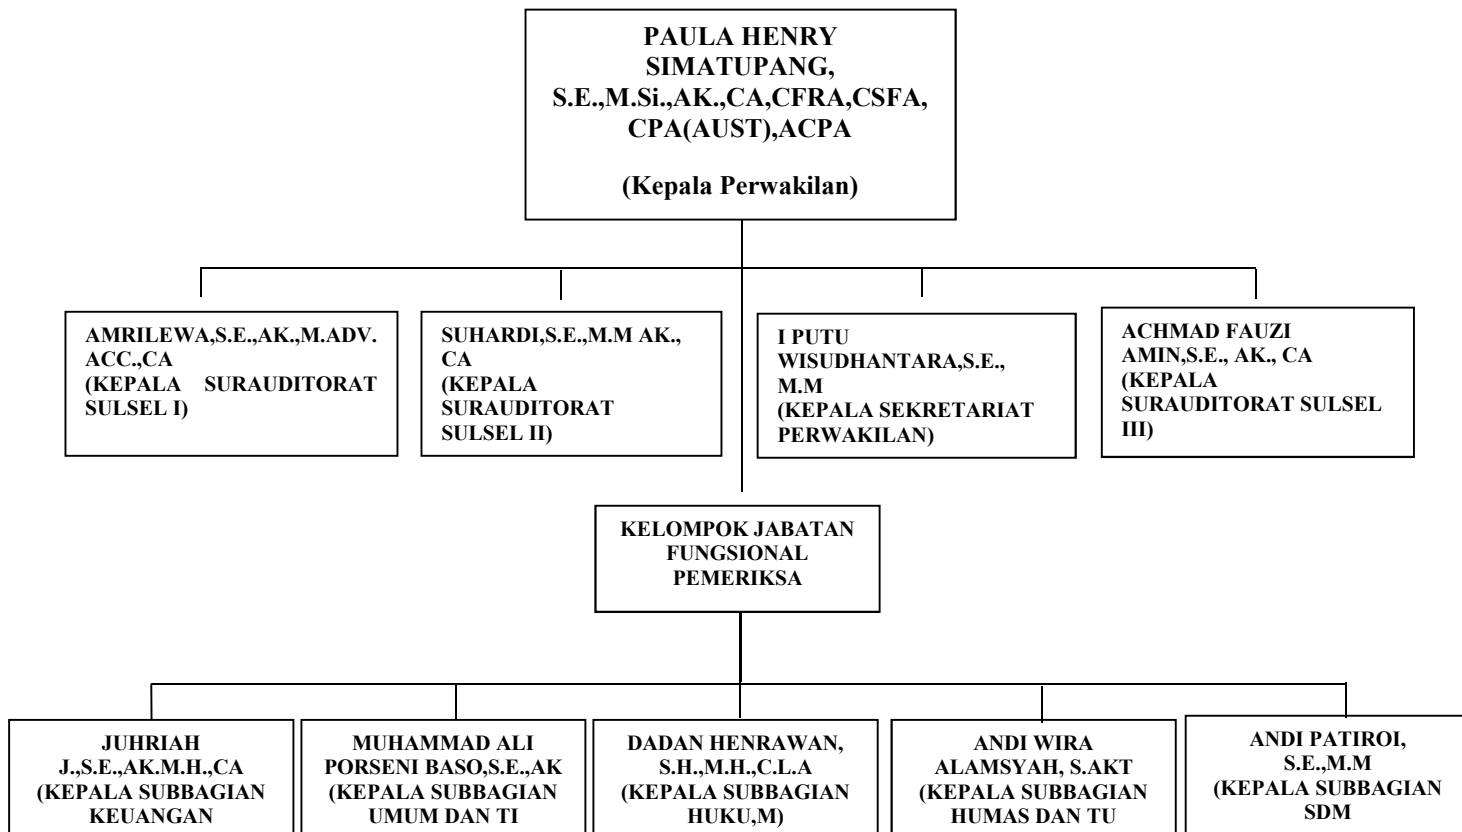 PAULA HENRY
SIMATUPANG,
S.E.,M.Si.,AK.,CA,CFRA,CSFA,
CPA(AUST),ACPA
(Kepala Perwakilan)
AMRILEWA,S.E.,AK.,M.ADV.
ACC.,CA
(KEPALA SURAUDITORAT
SULSEL I)
SUHARDI,S.E.,M.M AK.,
CA
(KEPALA
SURAUDITORAT
SULSEL II)
I PUTU
WISUDHANTARA,S.E.,
M.M
(KEPALA SEKRETARIAT
PERWAKILAN)
ACHMAD FAUZI
AMIN,S.E., AK., CA
(KEPALA
SURAUDITORAT SULSEL
III)
KELOMPOK JABATAN
FUNGSIONAL
PEMERIKSA
JUHRIAH
J.,S.E.,AK.M.H.,CA
(KEPALA SUBBAGIAN
KEUANGAN
MUHAMMAD ALI
PORSENI BASO,S.E.,AK
(KEPALA SUBBAGIAN
UMUM DAN TI
DADAN HENRAWAN,
S.H.,M.H.,C.L.A
(KEPALA SUBBAGIAN
HUKU,M)
ANDI WIRA
ALAMSYAH, S.AKT
(KEPALA SUBBAGIAN
HUMAS DAN TU
ANDI PATIROI,
S.E.,M.M
(KEPALA SUBBAGIAN
SDM